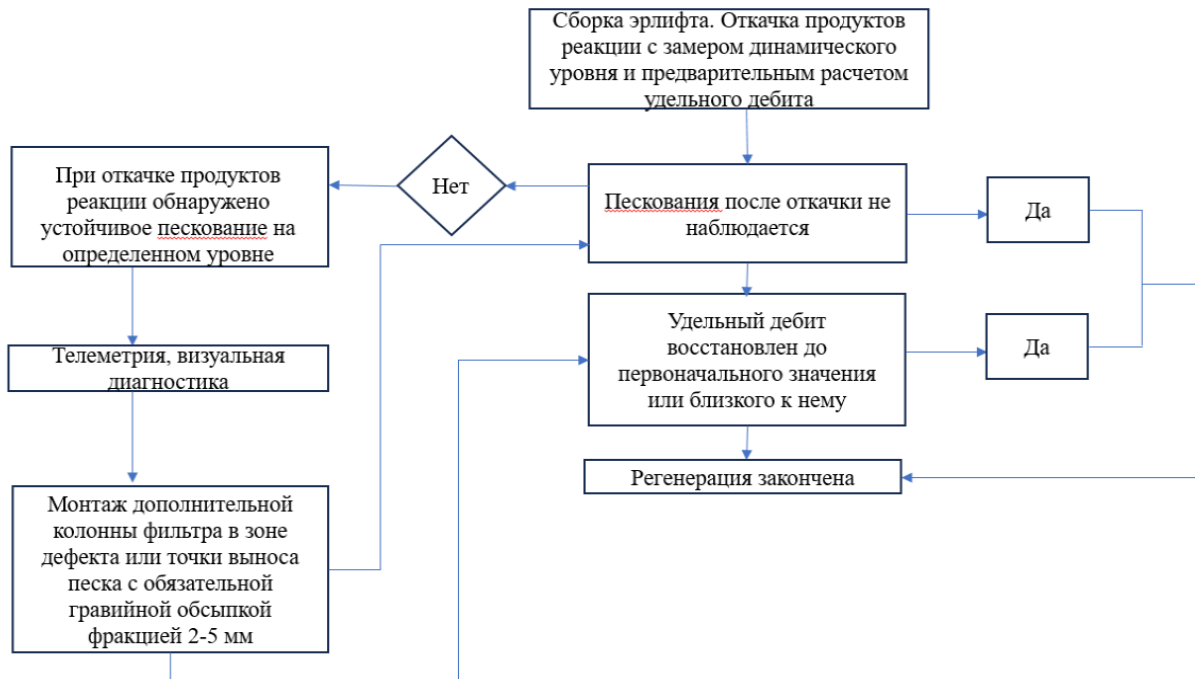 Сборка эрлифта. Откачка продуктов
реакции с замером динамического
уровня и предварительным расчетом
удельного дебита
При откачке продуктов
реакции обнаружено
устойчивое пескование на
определенном уровне
Нет
Пескования после откачки не
наблюдается
Да
Телеметрия, визуальная
диагностика
Удельный дебит
восстановлен до
первоначального значения
или близкого к нему
Да
Монтаж дополнительной
колонны фильтра в зоне
дефекта или точки выноса
песка с обязательной
гравийной обсыпкой
фракцией 2-5 мм
Регенерация закончена